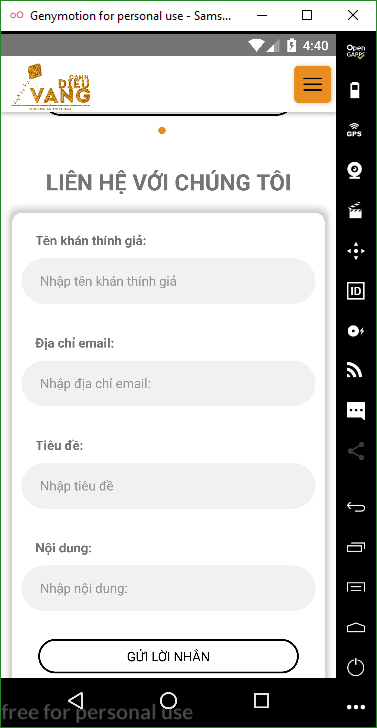 Genymotion for personal use - Sams...
4:40
Open
GAPPS
CÁNH
DIỀU
VANG
GPS
LIÊN HỆ VỚI CHÚNG TÔI
ID
Tên khán thính giả:
Nhập tên khán thính giả
Địa chỉ email:
Nhập địa chỉ email:
Tiêu đề:
Nhập tiêu đề
Nội dung:
Nhập nội dung:
GỬI LỜI NHẮN
free for personal use